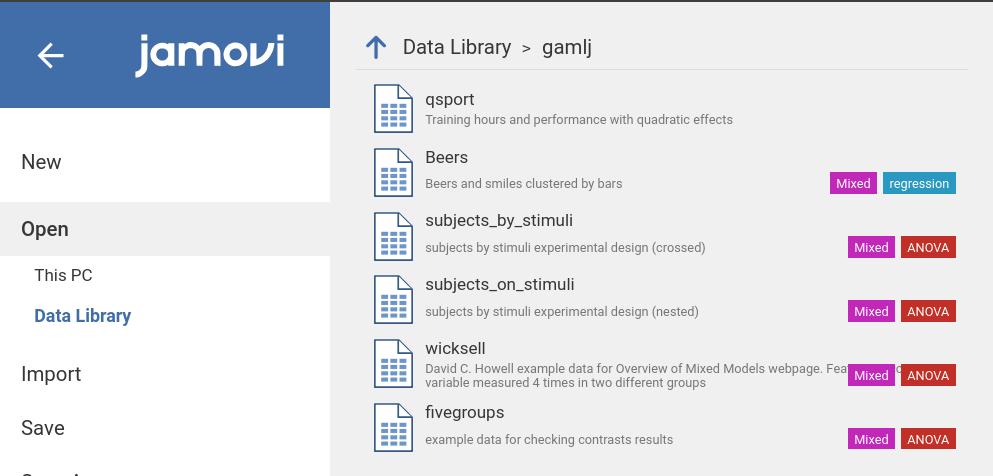 jamovi
New
Open
This PC
Data Library
Import
Save
Data Library > gamlj
qsport
Training hours and performance with quadratic effects
Beers
Beers and smiles clustered by bars
Mixed regression
subjects_by_stimuli
subjects by stimuli experimental design (crossed)
Mixed ANOVA
subjects_on_stimuli
subjects by stimuli experimental design (nested)
Mixed ANOVA
wicksell
David C. Howell example data for Overview of Mixed Models webpage.
variable measured 4 times in two different groups
Mixed ANOVA
fivegroups
example data for checking contrasts results
Mixed ANOVA